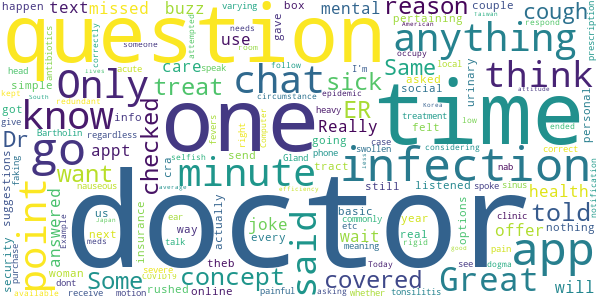 happen text missed buzz varying mental reason couple cough
question anything
Only chat sick Same think
one time
know checked ER
go appt treat Really
want minute infection
Dr doctor
point said told app
Some concept covered Great will
answered joke offer health
care use gave box pertaining
needs someone speak asked social
antibiotic simple head acute
Bartholin regardless info
got give faking suggestions
security woman dont insurance
nauseous next meds talk
rushed online painful
actually every way ear
send phone tract Gland swollen
fevers right computer
selfish circumstance epidemic heavy
follow room I'm felt
going case treatment low
still listened spoke sinus
wait basic commonly etc meaning
year real rigid options
clinic nab see dogma pain
asking whether tonsilitis
nothing notification correct
personal urinary prescription
American Taiwan respond occupy
local attitude considering ended
Korea South Japan
redundant kept lives correctly attempted
us Example purchase
available receive motion severe
average efficiency less good
cra theb